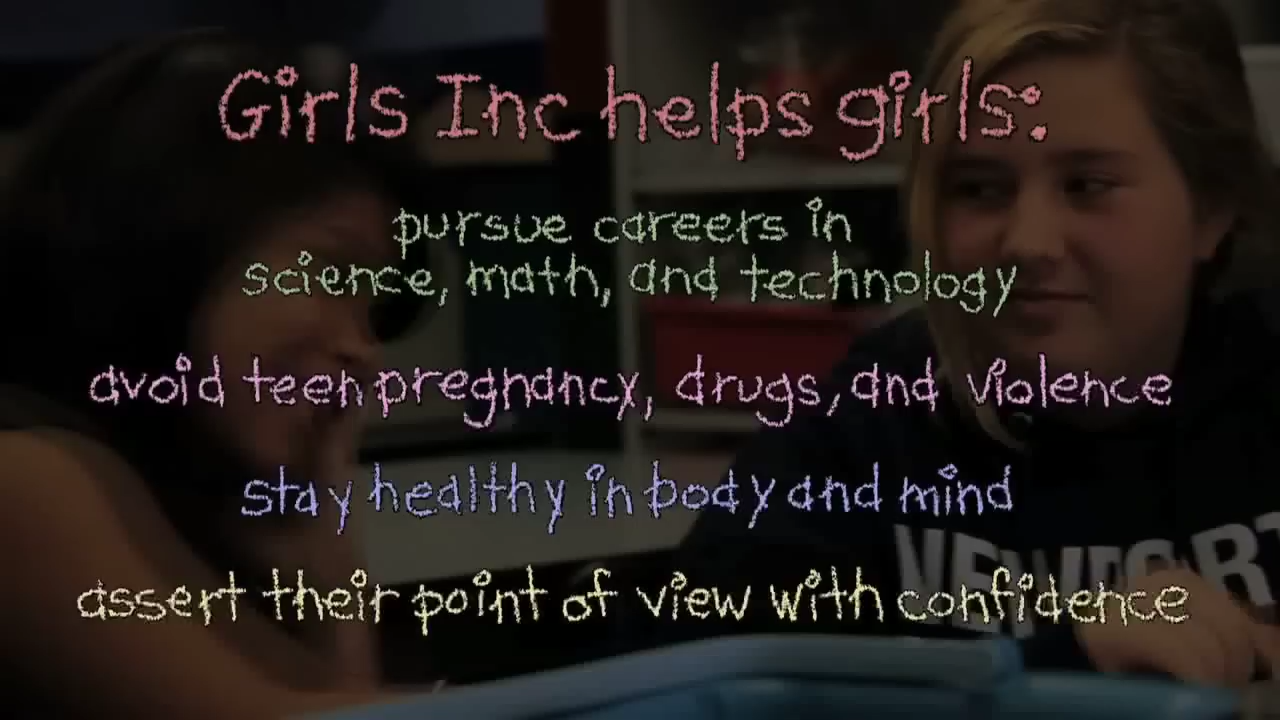 Girls Inc helps girls:
pursue careers in
science, math, and technology
avoid teen pregnancy, drugs, and violence
stay healthy in body and mind
assert their point of view with confidence